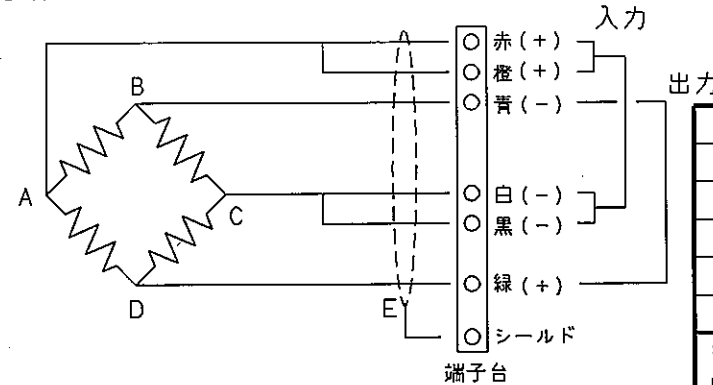 入力
赤(+)
橙(+)
出力
B
青(-)
A
C
白(-)
黒(-)
D
E
緑(+)
シールド
端子台